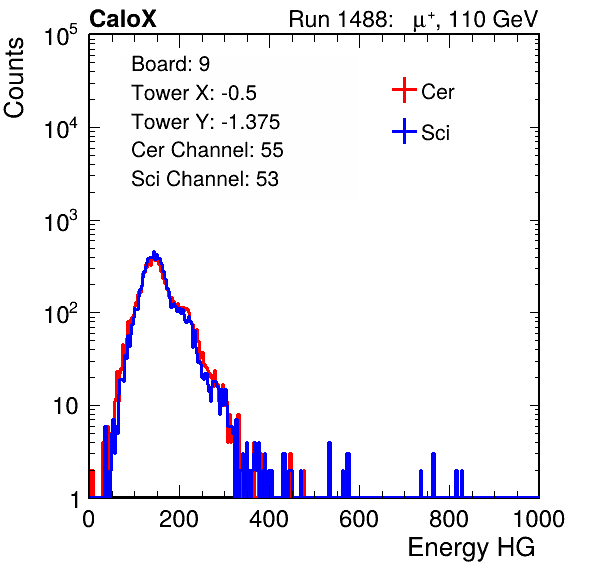 CaloX Run 1488: μ⁺, 110 GeV
Counts
10⁵
10⁴
10³
10²
10
1
Board: 9
Tower X: -0.5
Tower Y: -1.375
Cer Channel: 55
Sci Channel: 53
Cer
Sci
0 200 400 600 800 1000
Energy HG